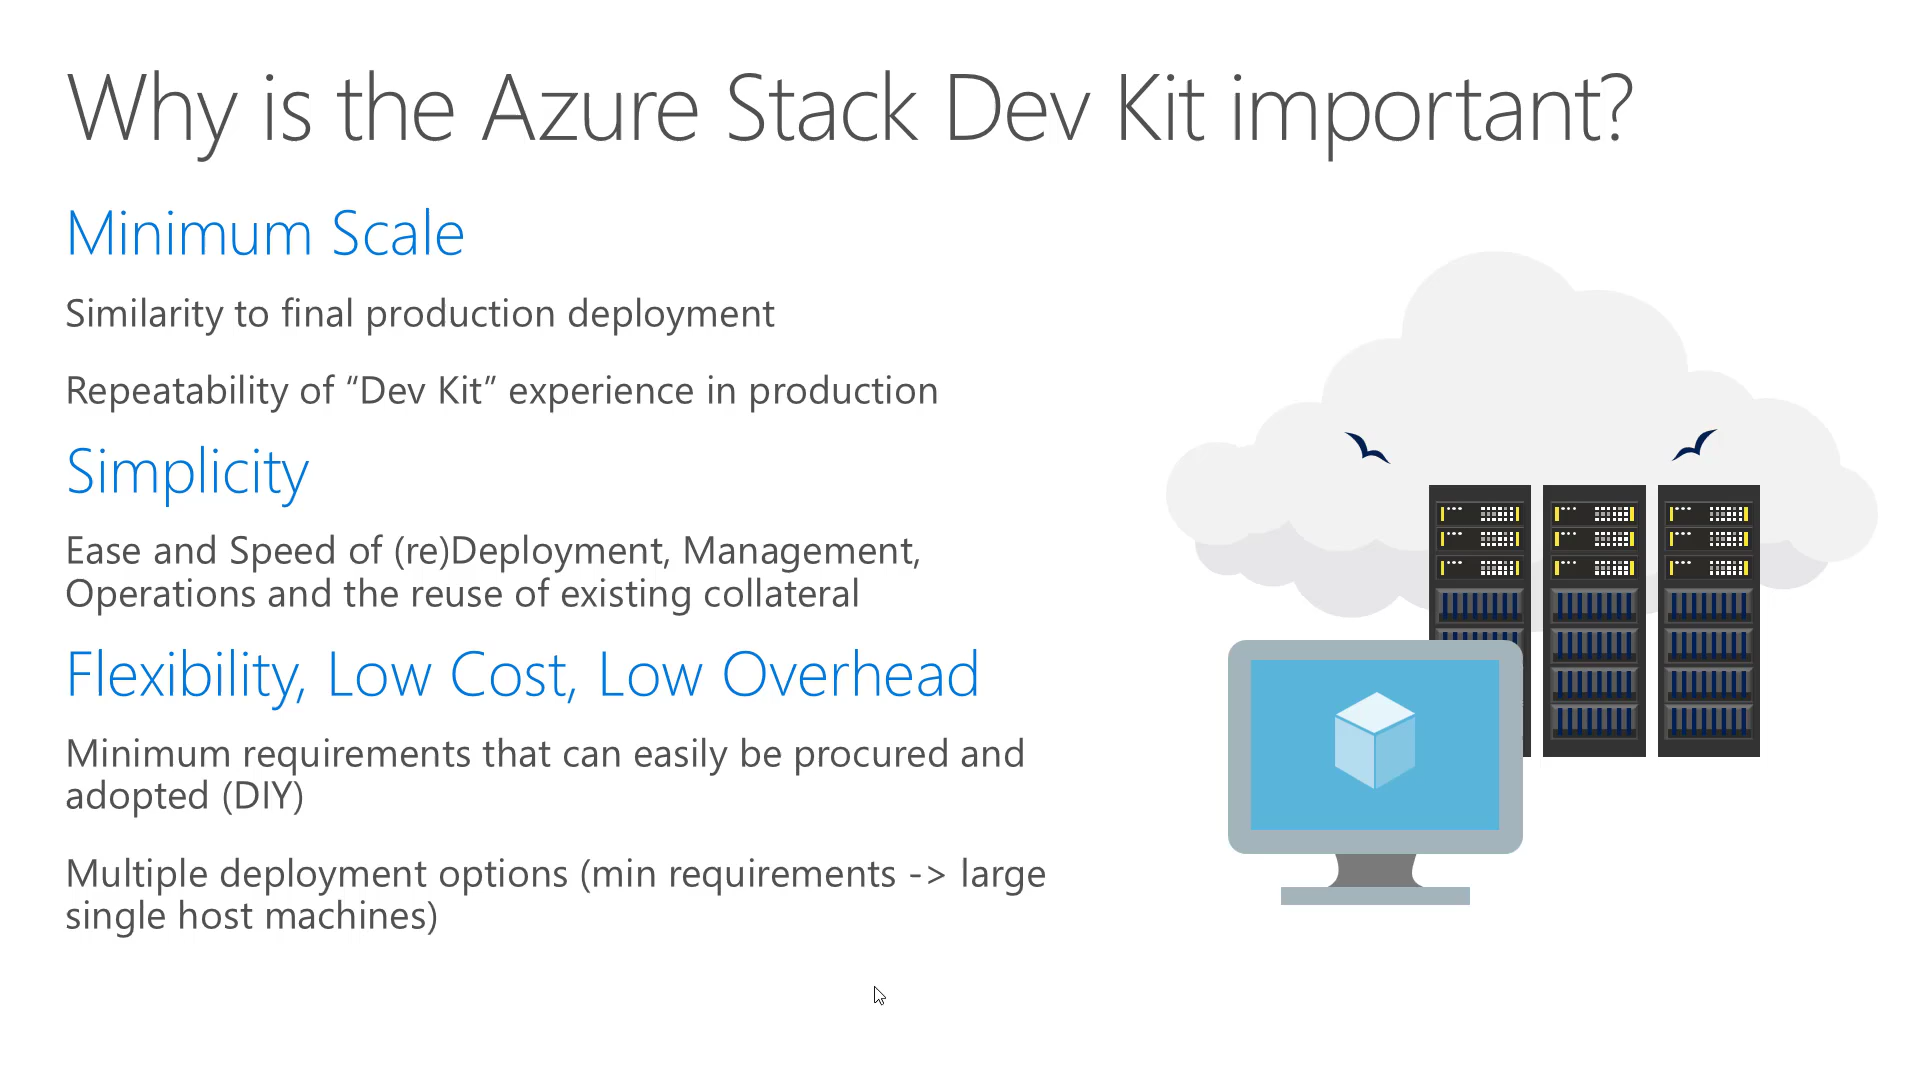 Why is the Azure Stack Dev Kit important?
Minimum Scale
Similarity to final production deployment
Repeatability of “Dev Kit” experience in production
Simplicity
Ease and Speed of (re)Deployment, Management,
Operations and the reuse of existing collateral
Flexibility, Low Cost, Low Overhead
Minimum requirements that can easily be procured and
adopted (DIY)
Multiple deployment options (min requirements -> large
single host machines)